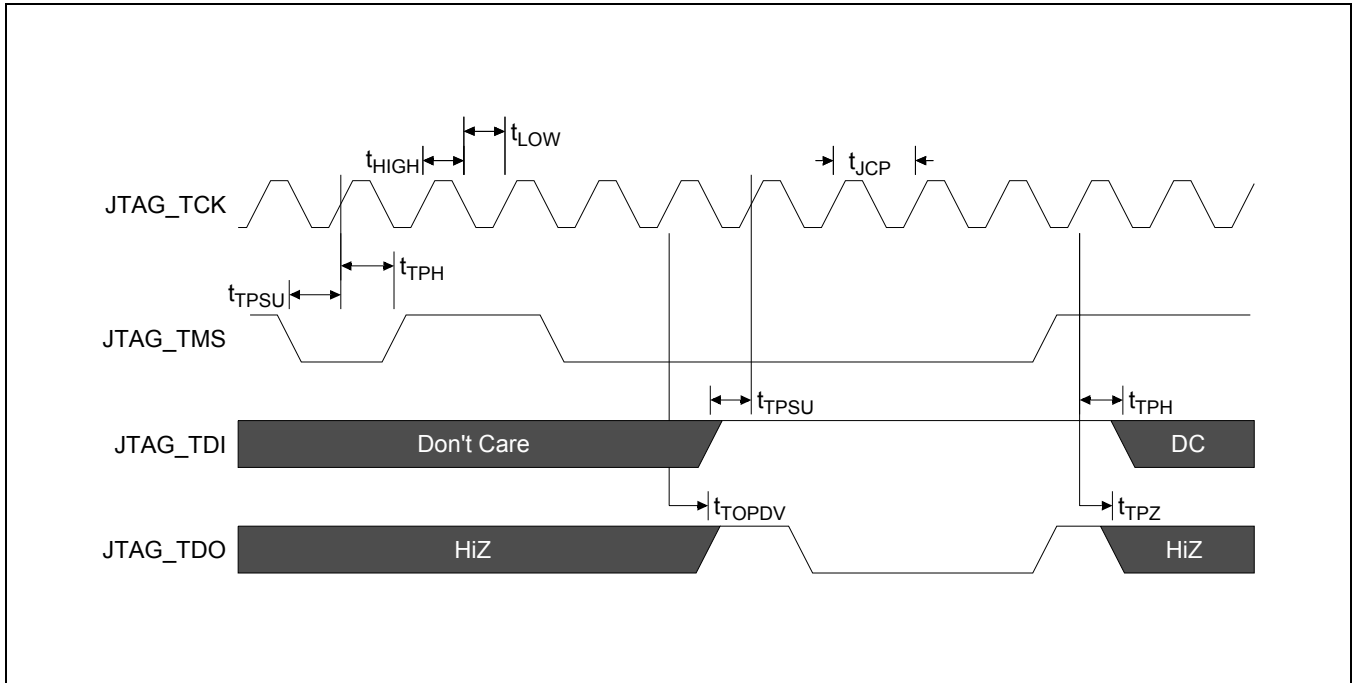 tLOW
tHIGH
tJCP
JTAG_TCK
tTPH
tTPSU
JTAG_TMS
tTPSU
tTPH
JTAG_TDI
Don't Care
DC
tTOPDV
tTPZ
JTAG_TDO
HiZ
HiZ